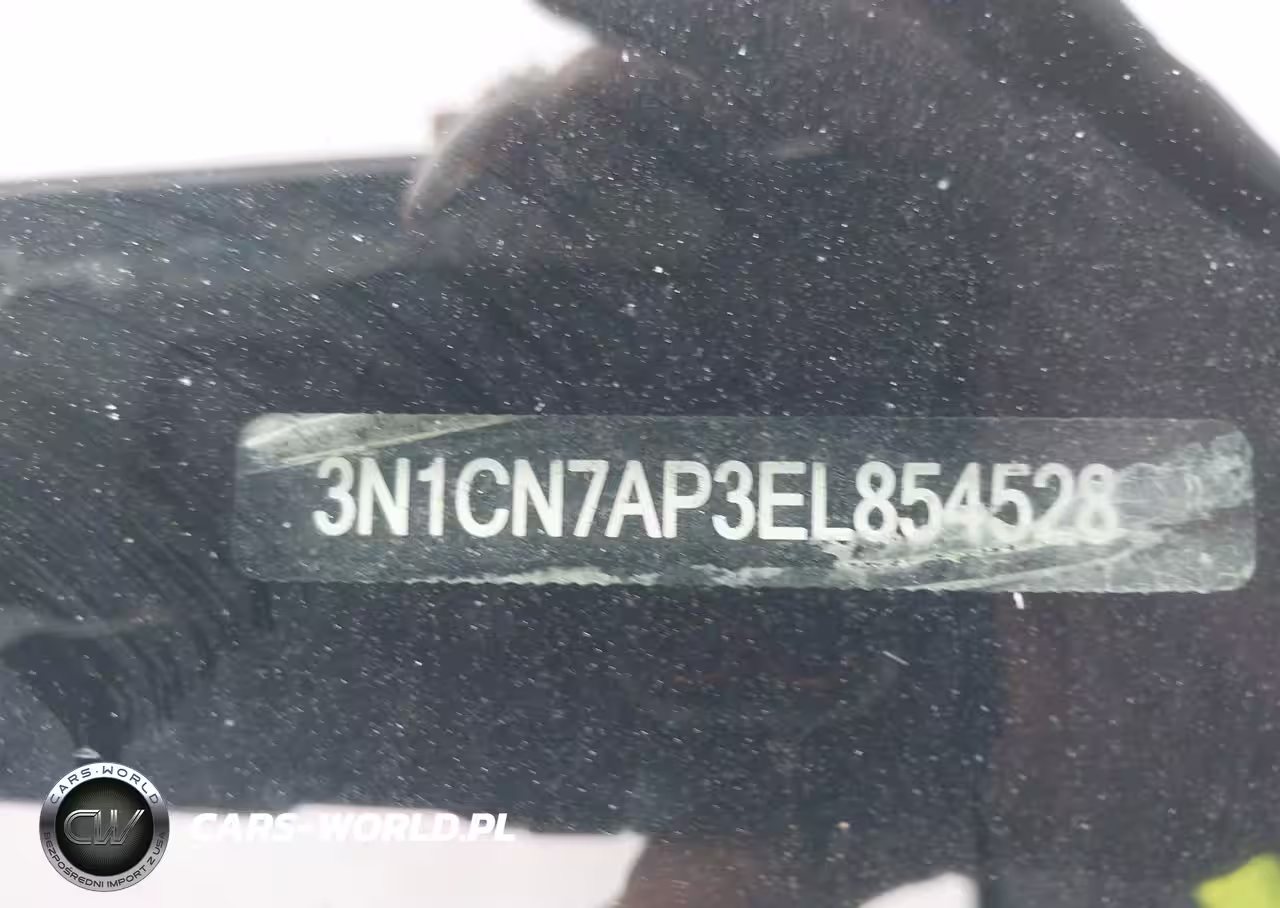 3N1CN7AP3EL854528
CARS-WORLD
CW
BEZPOŚREDNI IMPORT Z USA
CARS-WORLD.PL